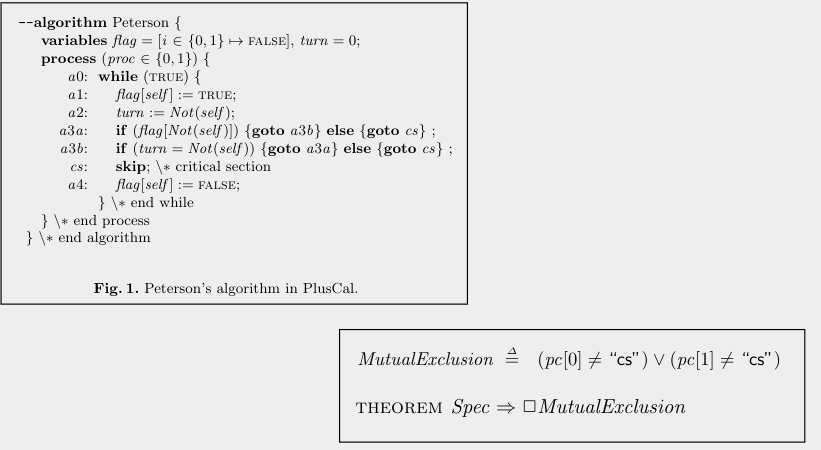 --algorithm Peterson {
variables flag = [i ∈ {0, 1} ↦ FALSE], turn = 0;
process (proc ∈ {0,1}) {
a0: while (TRUE) {
a1: flag[self] := TRUE;
a2: turn := Not(self);
a3a: if (flag[Not(self)]) {goto a3b} else {goto cs} ;
a3b: if (turn = Not(self)) {goto a3a} else {goto cs} ;
cs: skip; \∗ critical section
a4: flag[self] := FALSE;
} \∗ end while
} \∗ end process
} \∗ end algorithm
Fig. 1. Peterson's algorithm in PlusCal.
MutualExclusion ≜ (pc[0] ≠ “cs”) ∨ (pc[1] ≠ “cs”)
THEOREM Spec ⇒ □MutualExclusion